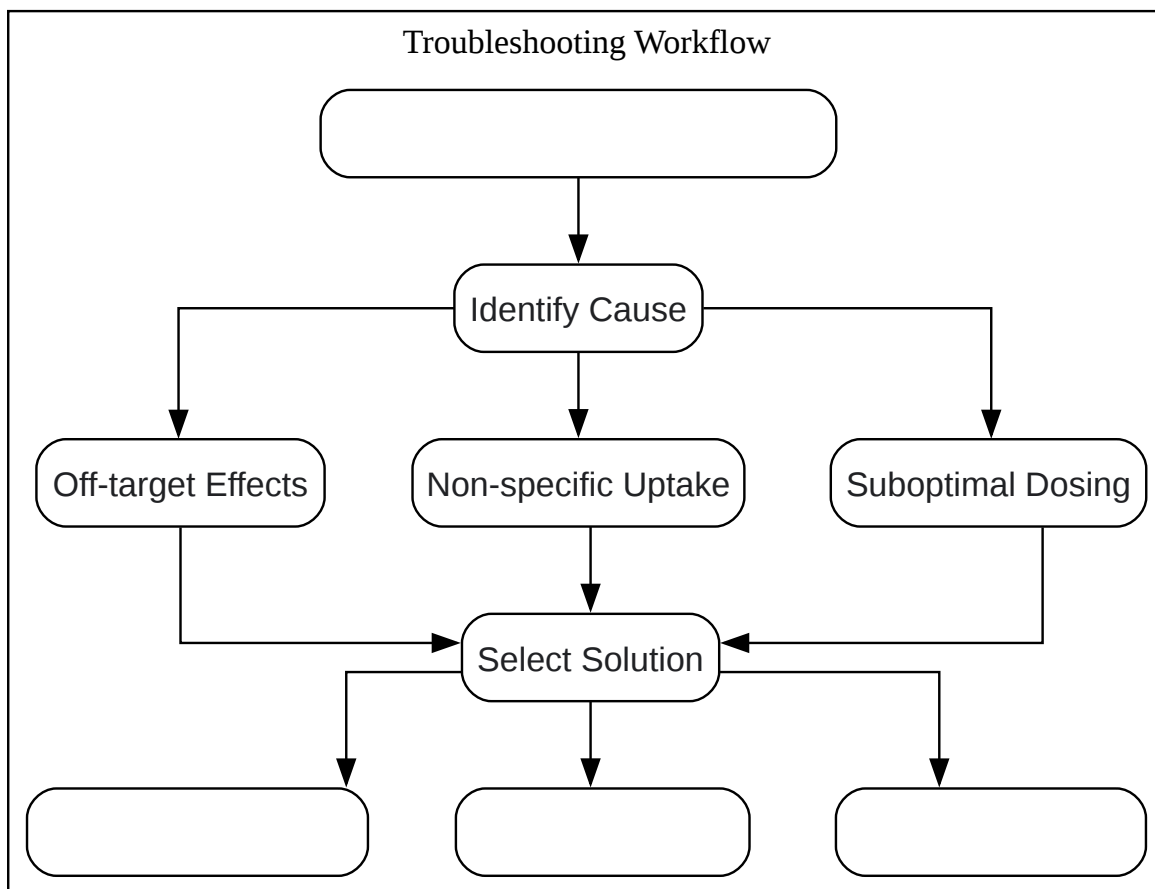 Troubleshooting Workflow
Identify Cause
Off-target Effects
Non-specific Uptake
Suboptimal Dosing
Select Solution